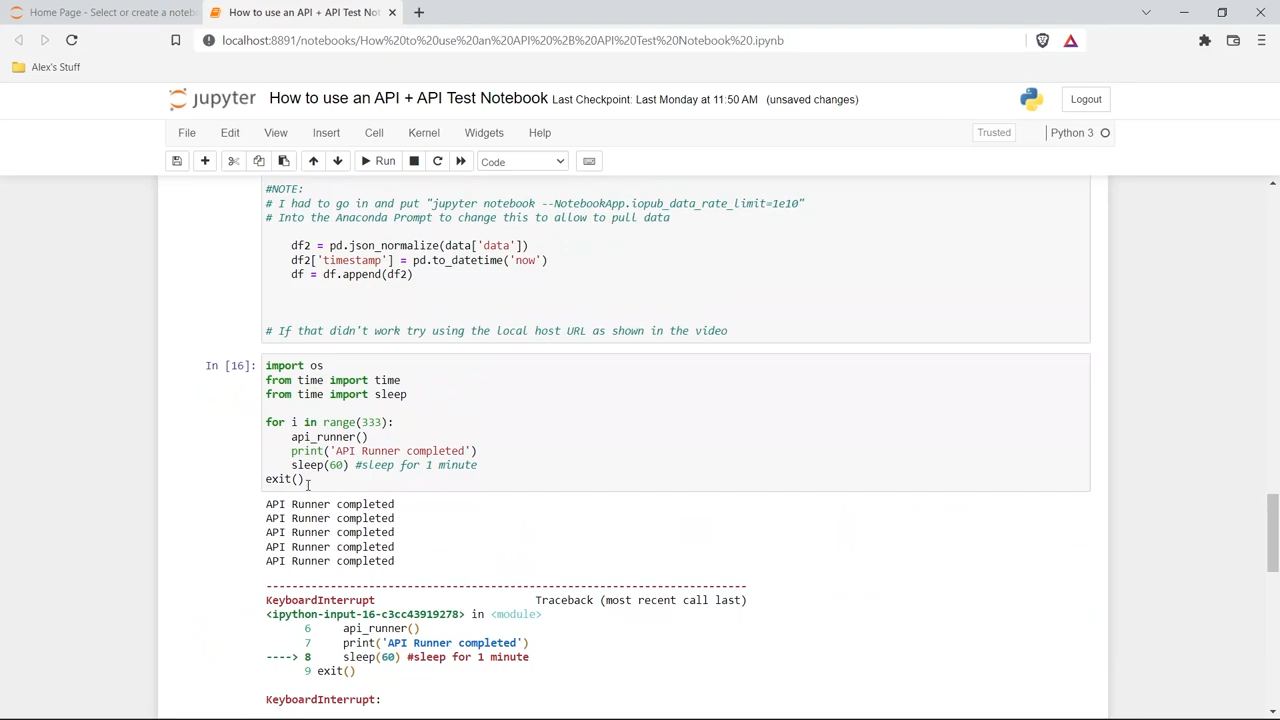 Home Page - Select or create a noteb
How to use an API + API Test Not
localhost:8891/notebooks/How%20to%20use%20an%20API%20%2B%20API%20Test%20Notebook%20.ipynb
Alex's Stuff
jupyter How to use an API + API Test Notebook Last Checkpoint: Last Monday at 11:50 AM (unsaved changes) Logout
File Edit View Insert Cell Kernel Widgets Help Trusted Python 3
Run Code
#NOTE:
# I had to go in and put "jupyter notebook --NotebookApp.iopub_data_rate_limit=1e10"
# Into the Anaconda Prompt to change this to allow to pull data
df2 = pd.json_normalize(data['data'])
df2['timestamp'] = pd.to_datetime('now')
df = df.append(df2)
# If that didn't work try using the local host URL as shown in the video
In [16]: import os
from time import time
from time import sleep
for i in range(333):
api_runner()
print('API Runner completed')
sleep(60) #sleep for 1 minute
exit()
API Runner completed
API Runner completed
API Runner completed
API Runner completed
API Runner completed
---------------------------------------------------------------------------
KeyboardInterrupt Traceback (most recent call last)
<ipython-input-16-c3cc43919278> in <module>
6 api_runner()
7 print('API Runner completed')
----> 8 sleep(60) #sleep for 1 minute
9 exit()
KeyboardInterrupt: